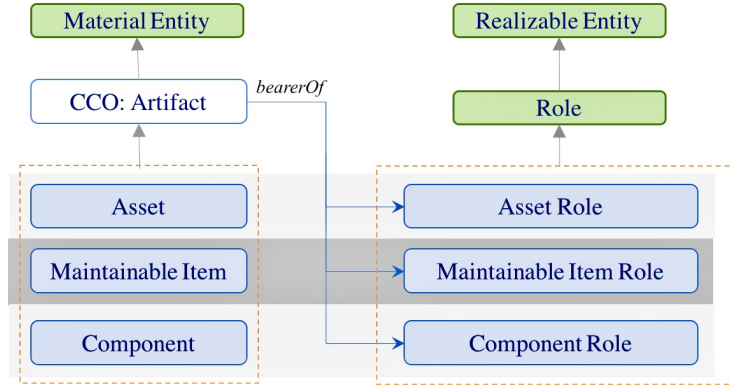 Material Entity
Realizable Entity
CCO: Artifact
bearerOf
Role
Asset
Asset Role
Maintainable Item
Maintainable Item Role
Component
Component Role